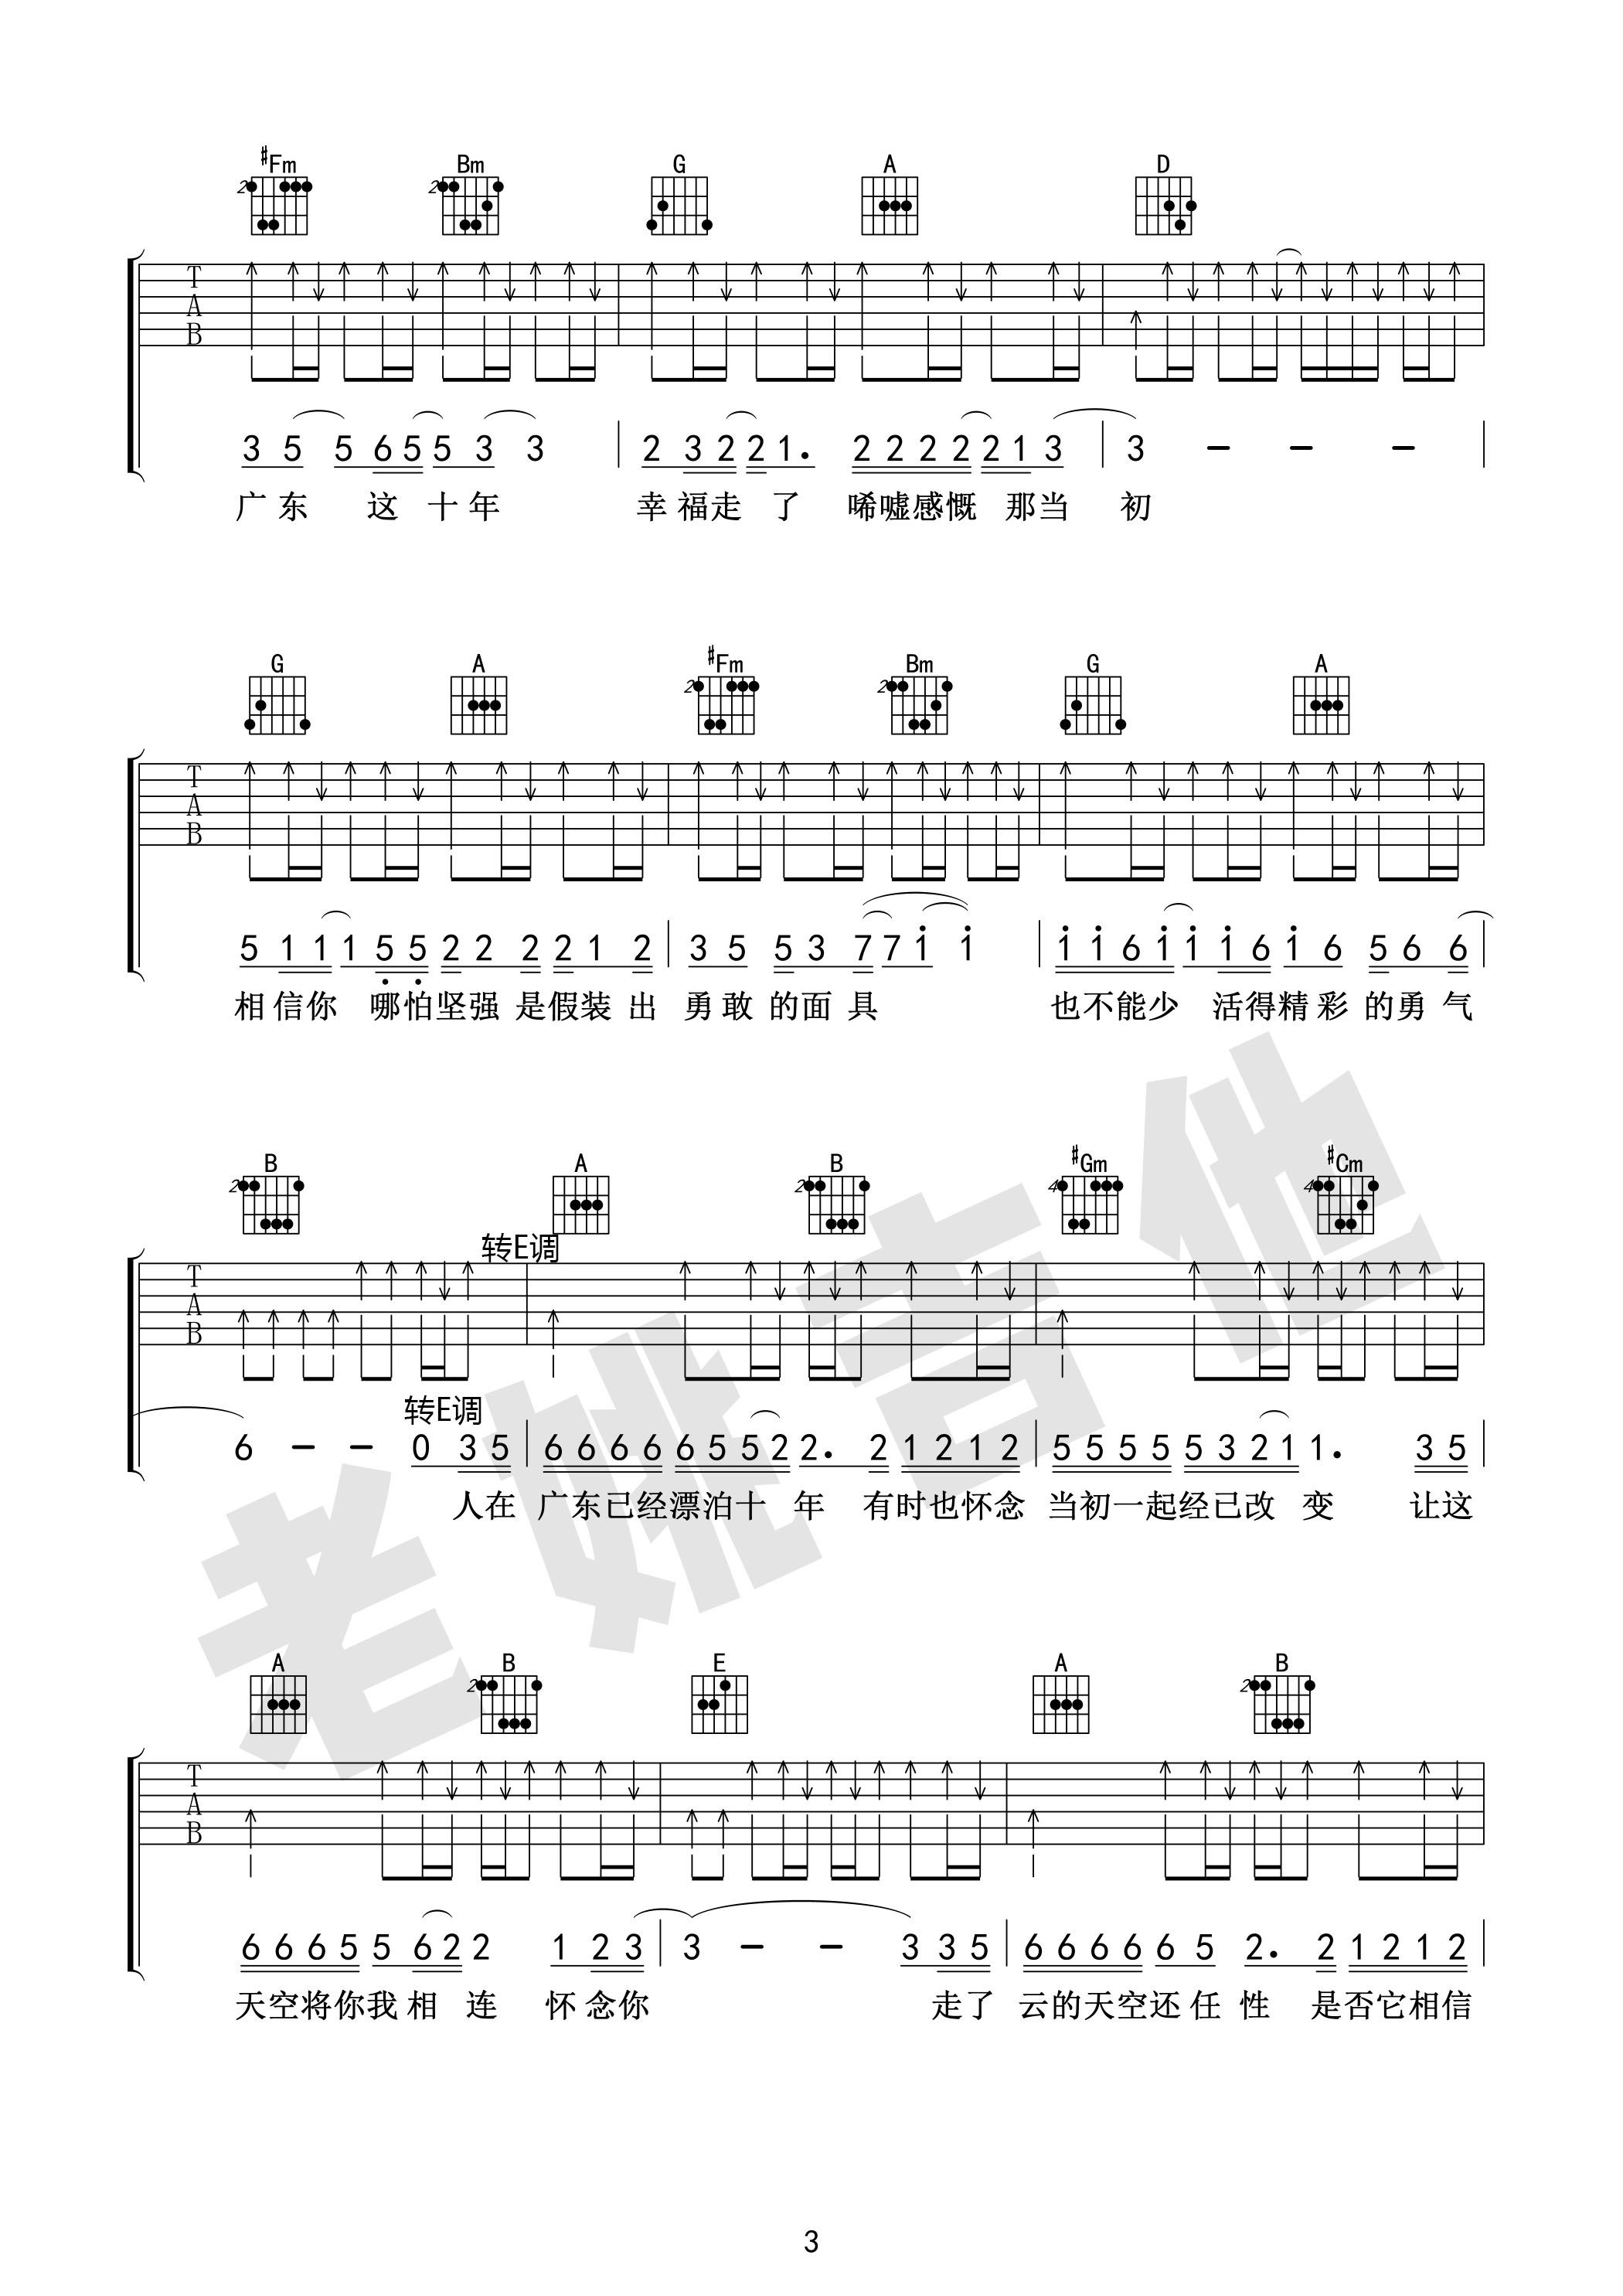 #Fm Bm G A D
2 2
T A B
3 5 5 6 5 5 3 3 | 2 3 2 2 1. 2 2 2 2 2 1 3 | 3 - - - |
广东 这十年 幸福走了 唏嘘感慨 那当初
G A #Fm Bm G A
2 2
T A B
5 1 1 1 5 5 2 2 2 2 1 2 | 3 5 5 3 7 7 i i | i i 6 i i i 6 i 6 5 6 6 |
相信你 哪怕坚强是假装出 勇敢的面具 也不能少 活得精彩的勇气
B A B #Gm #Cm
2 2 4 4
转E调
T A B
转E调
6 - - 0 3 5 | 6 6 6 6 6 5 5 2 2. 2 1 2 1 2 | 5 5 5 5 5 3 2 1 1. 3 5 |
人在 广东已经漂泊十年 有时也怀念 当初一起经已改变 让这
A B E A B
2 2
T A B
6 6 6 5 5 6 2 2 1 2 3 | 3 - - 3 3 5 | 6 6 6 6 6 5 2. 2 1 2 1 2 |
天空将你我相连 怀念你 走了 云的天空还任性 是否它相信
老姚吉他
3